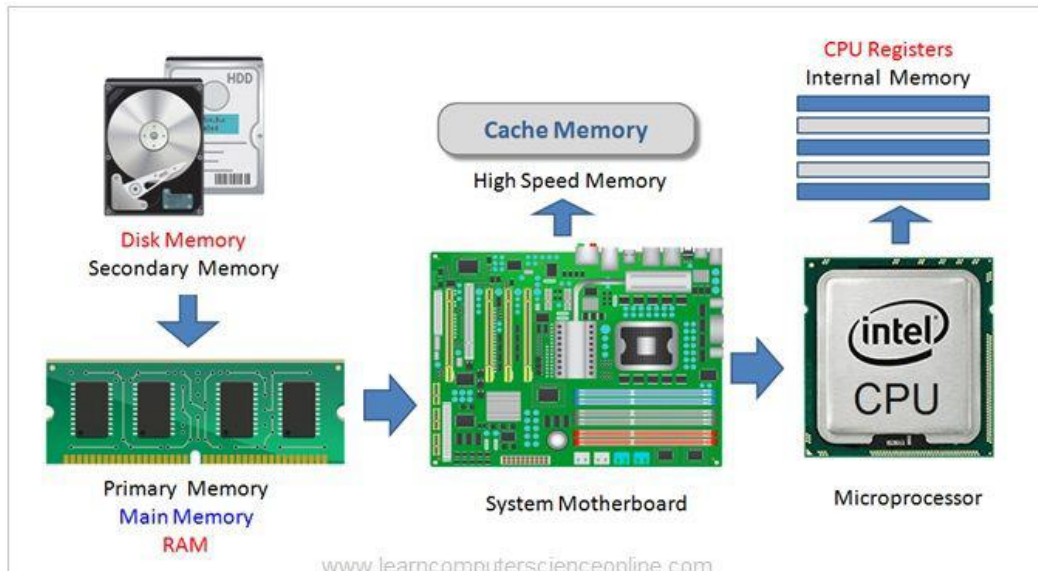 HDD
Disk Memory
Secondary Memory
Primary Memory
Main Memory
RAM
Cache Memory
High Speed Memory
System Motherboard
CPU Registers
Internal Memory
intel
CPU
Microprocessor
www.learncomputerscienceonline.com